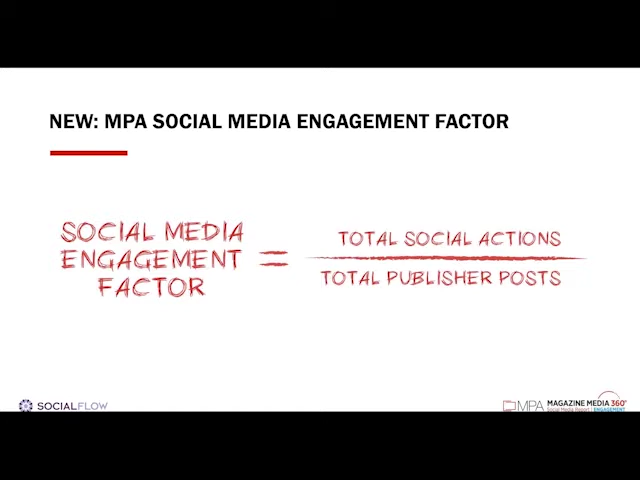 NEW: MPA SOCIAL MEDIA ENGAGEMENT FACTOR
SOCIAL MEDIA
ENGAGEMENT
FACTOR
=
TOTAL SOCIAL ACTIONS
TOTAL PUBLISHER POSTS
SOCIALFLOW
MPA MAGAZINE MEDIA 360°
Social Media Report | ENGAGEMENT